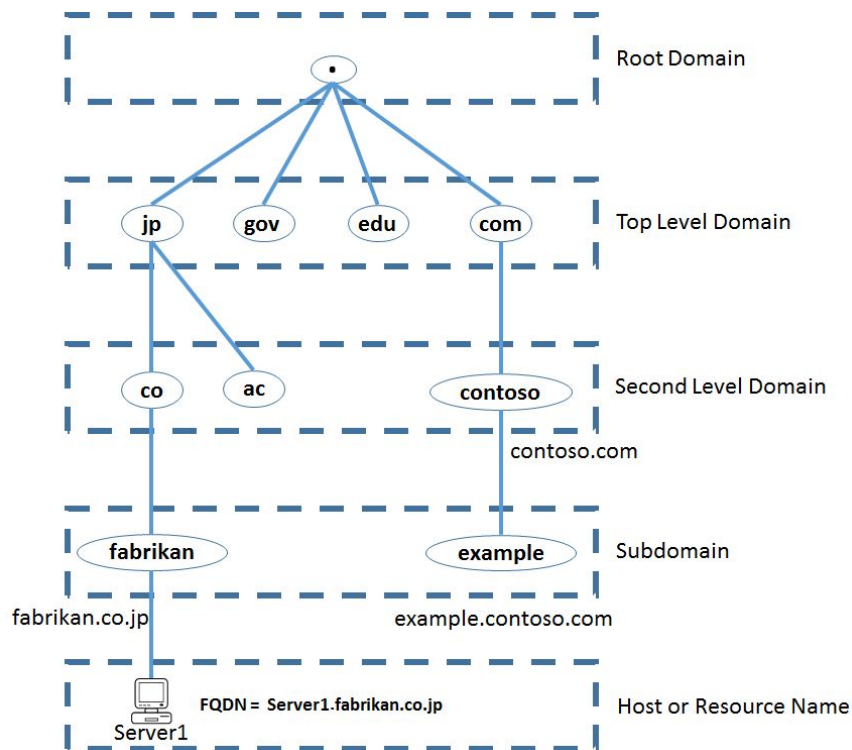 Root Domain
jp gov edu com Top Level Domain
co ac contoso Second Level Domain
contoso.com
fabrikan example Subdomain
fabrikan.co.jp example.contoso.com
FQDN = Server1.fabrikan.co.jp Host or Resource Name
Server1